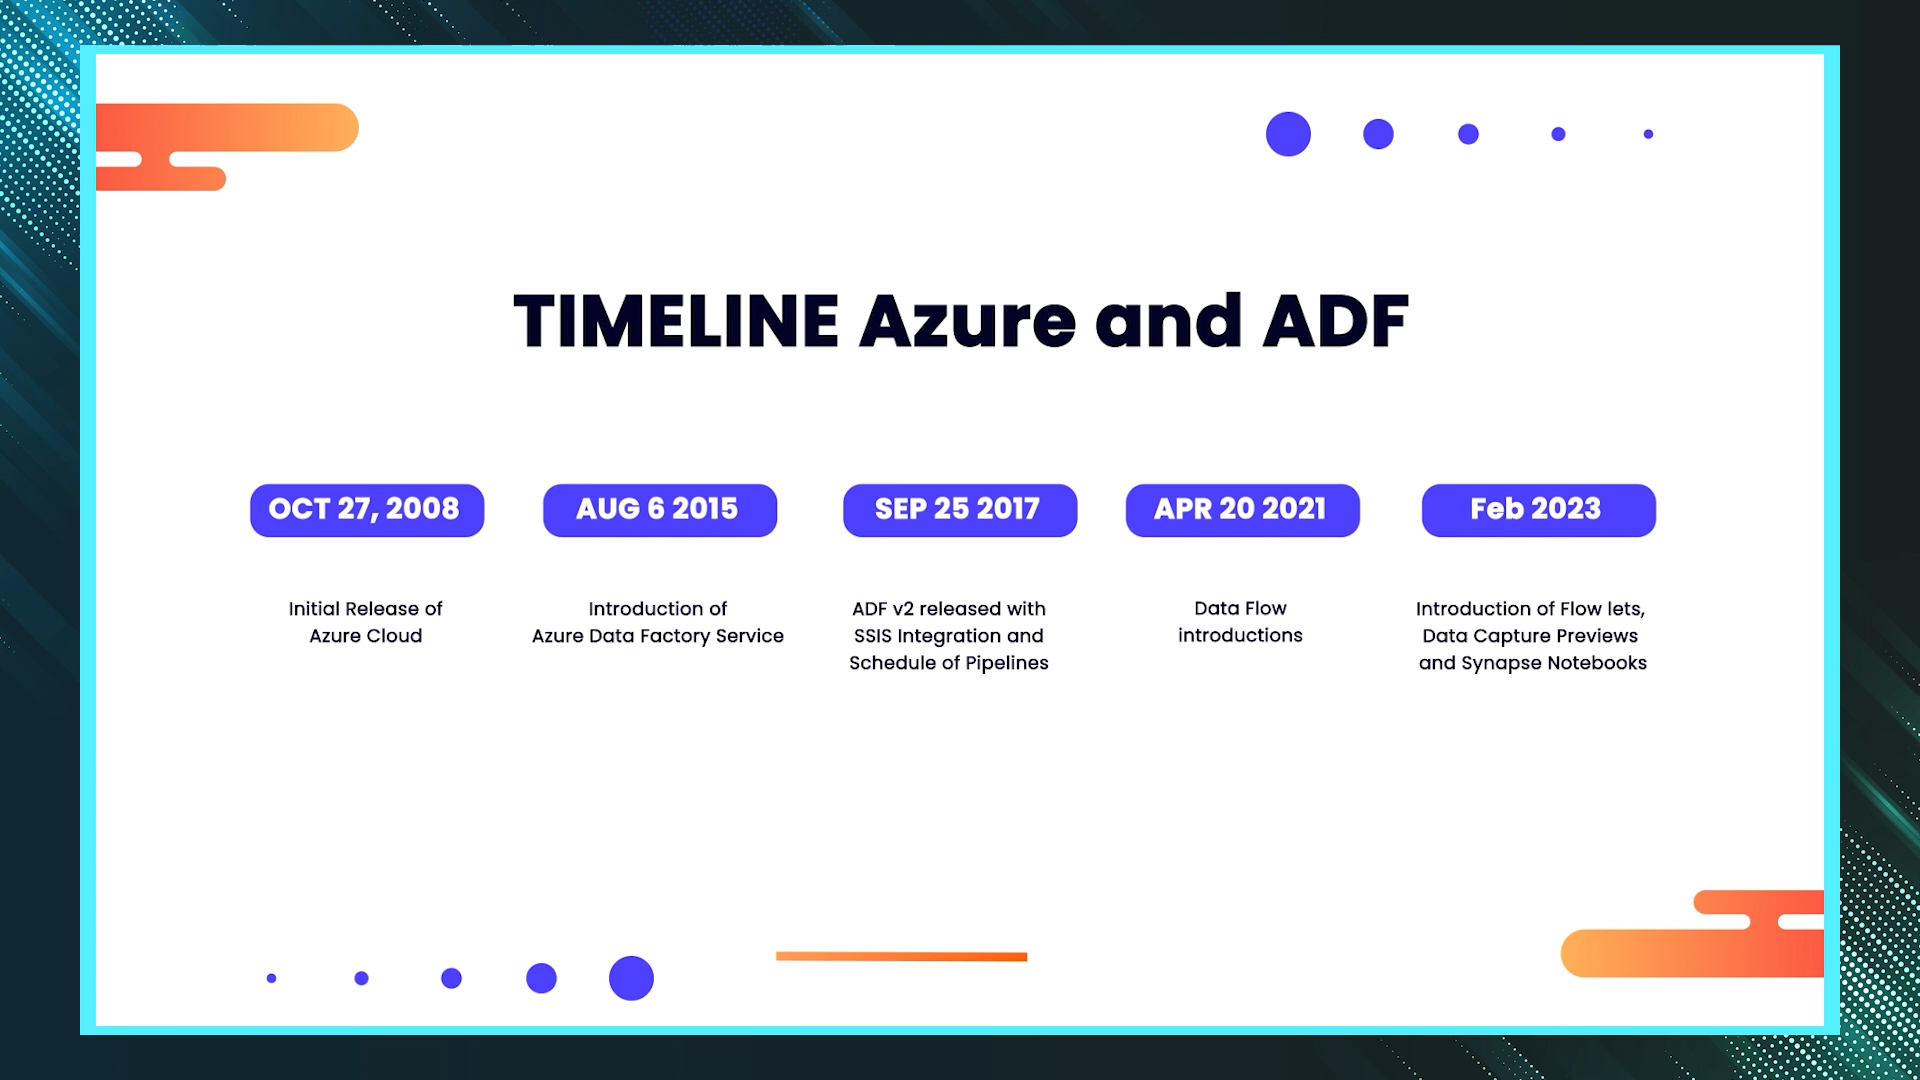 TIMELINE Azure and ADF
OCT 27, 2008
Initial Release of
Azure Cloud
AUG 6 2015
Introduction of
Azure Data Factory Service
SEP 25 2017
ADF v2 released with
SSIS Integration and
Schedule of Pipelines
APR 20 2021
Data Flow
introductions
Feb 2023
Introduction of Flow lets,
Data Capture Previews
and Synapse Notebooks